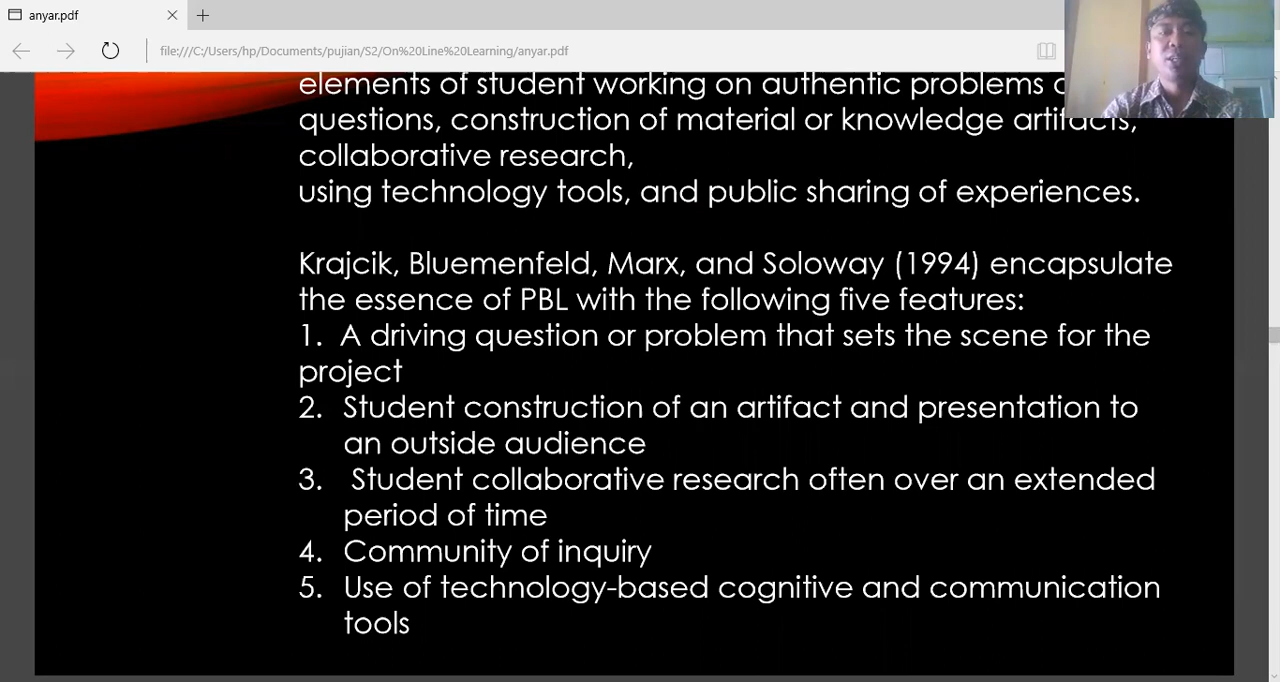 anyar.pdf
file:///C:/Users/hp/Documents/pujian/S2/On%20Line%20Learning/anyar.pdf
elements of student working on authentic problems
questions, construction of material or knowledge artifacts,
collaborative research,
using technology tools, and public sharing of experiences.
Krajcik, Bluemenfeld, Marx, and Soloway (1994) encapsulate
the essence of PBL with the following five features:
1. A driving question or problem that sets the scene for the
project
2. Student construction of an artifact and presentation to
an outside audience
3. Student collaborative research often over an extended
period of time
4. Community of inquiry
5. Use of technology-based cognitive and communication
tools